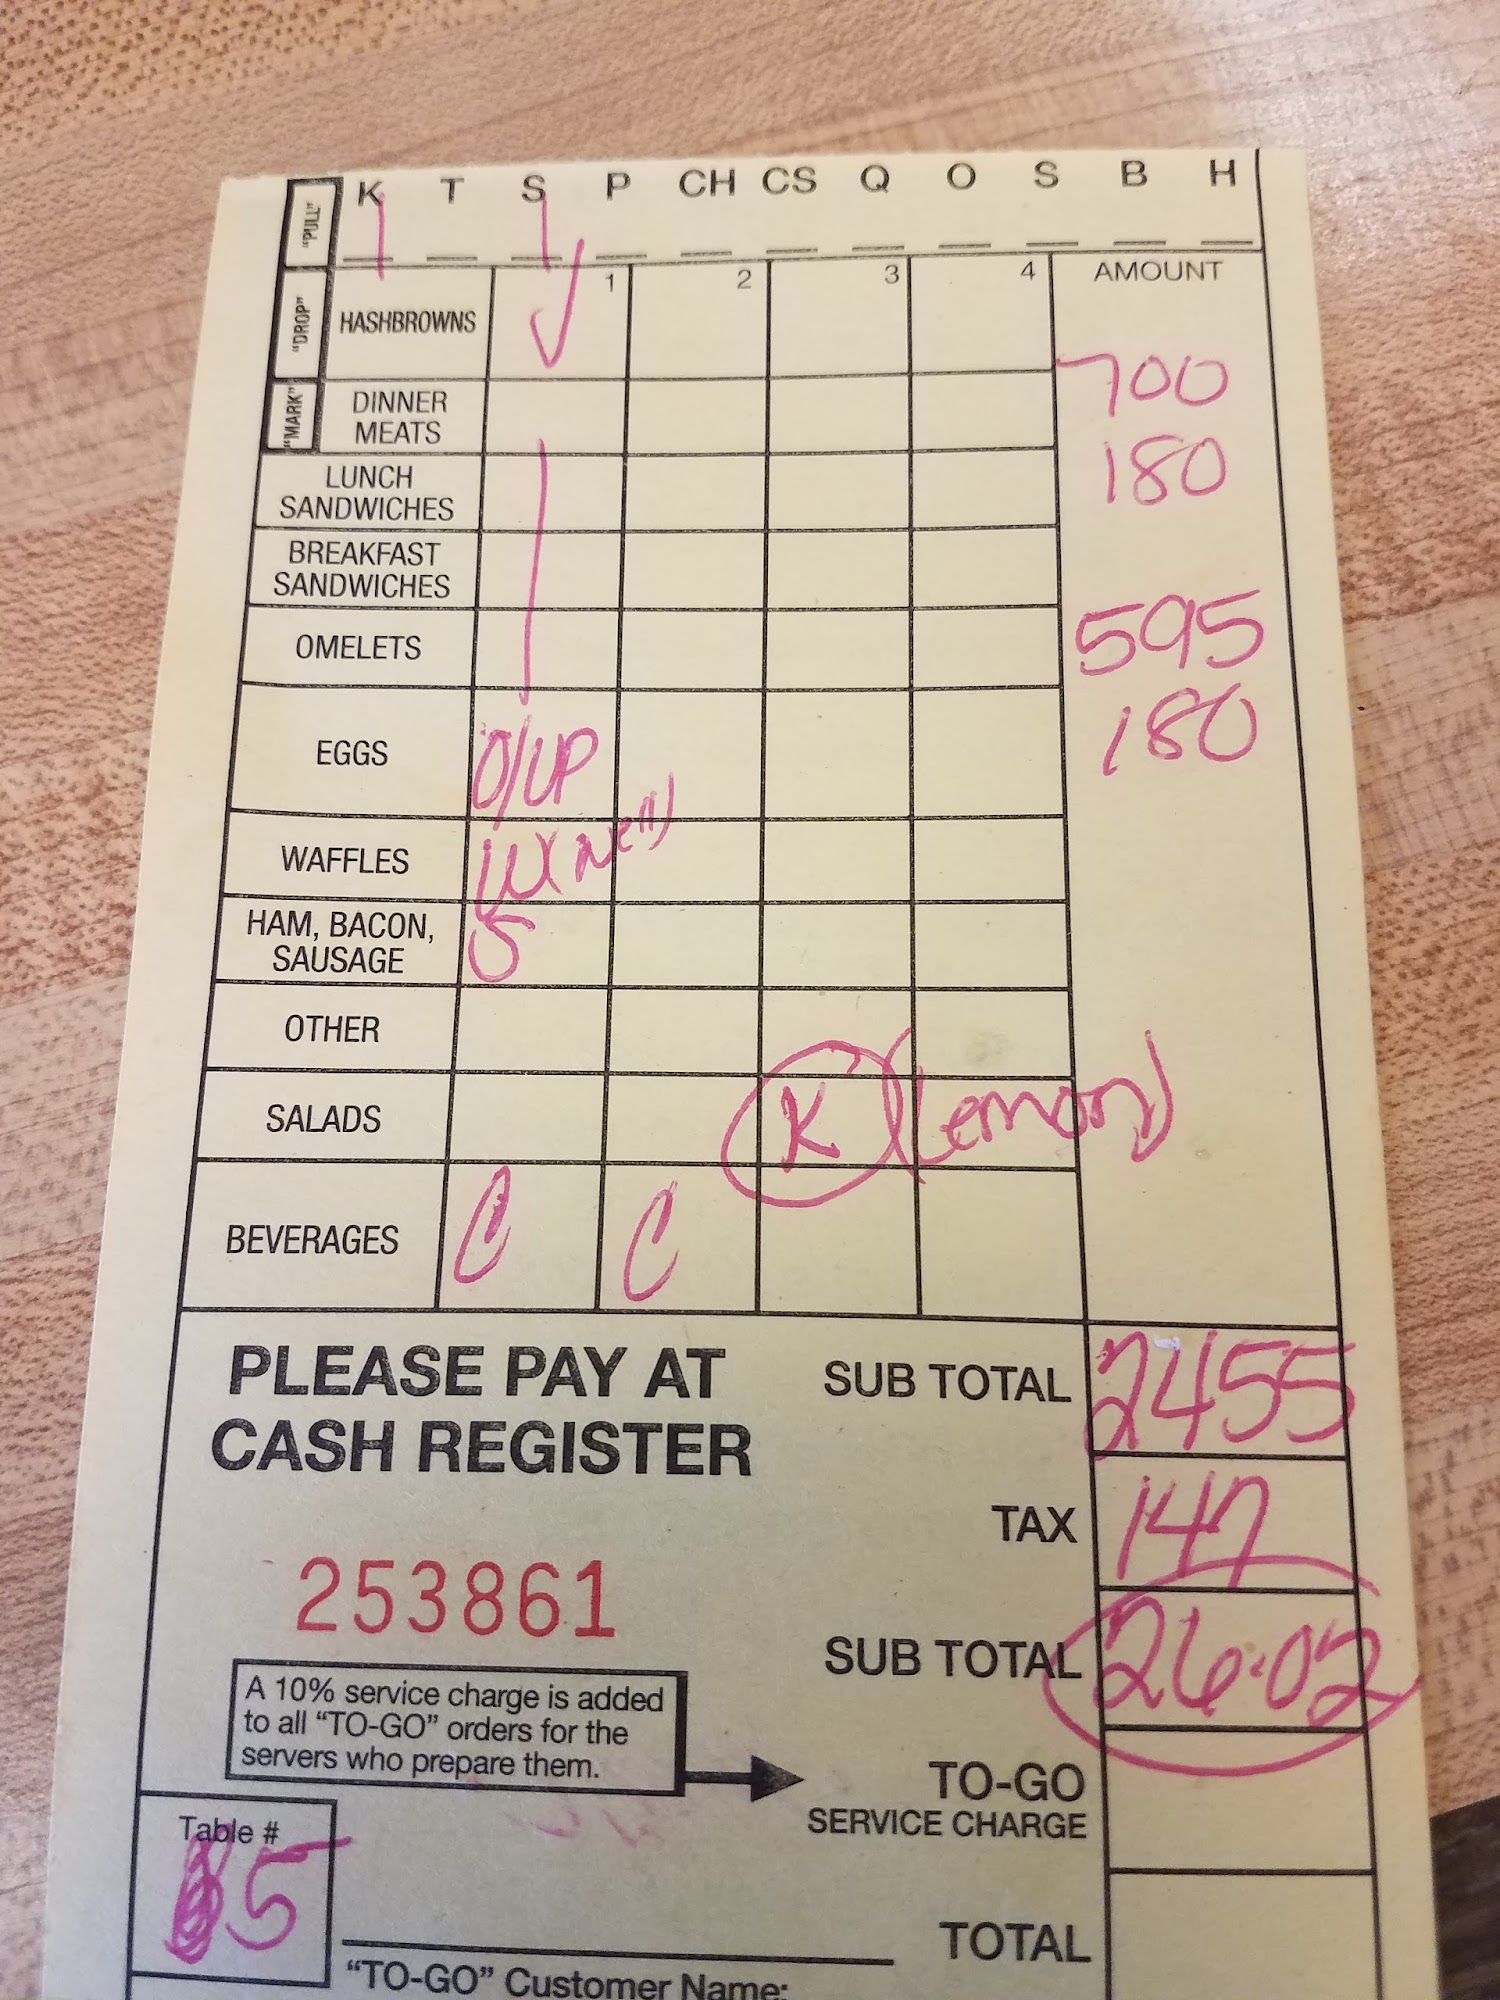 K T S P CH CS Q O S B H
"PULL"
1 2 3 4 AMOUNT
"DROP" HASHBROWNS
700
"MARK" DINNER
MEATS
180
LUNCH
SANDWICHES
BREAKFAST
SANDWICHES
595
OMELETS
180
EGGS O/UP
WAFFLES W
HAM, BACON,
SAUSAGE
OTHER
SALADS K (Lemon)
BEVERAGES C C
PLEASE PAY AT
CASH REGISTER
SUB TOTAL 2455
TAX 147
253861
SUB TOTAL 26.02
A 10% service charge is added
to all "TO-GO" orders for the
servers who prepare them.
TO-GO
SERVICE CHARGE
Table #
5
TOTAL
"TO-GO" Customer Name: